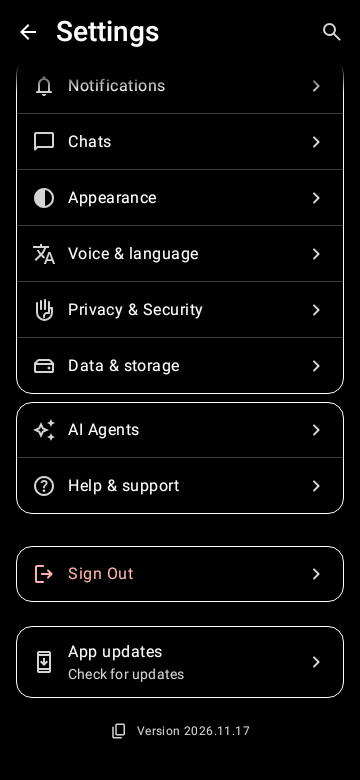 Settings
Notifications
Chats
Appearance
Voice & language
Privacy & Security
Data & storage
AI Agents
Help & support
Sign Out
App updates
Check for updates
Version 2026.11.17